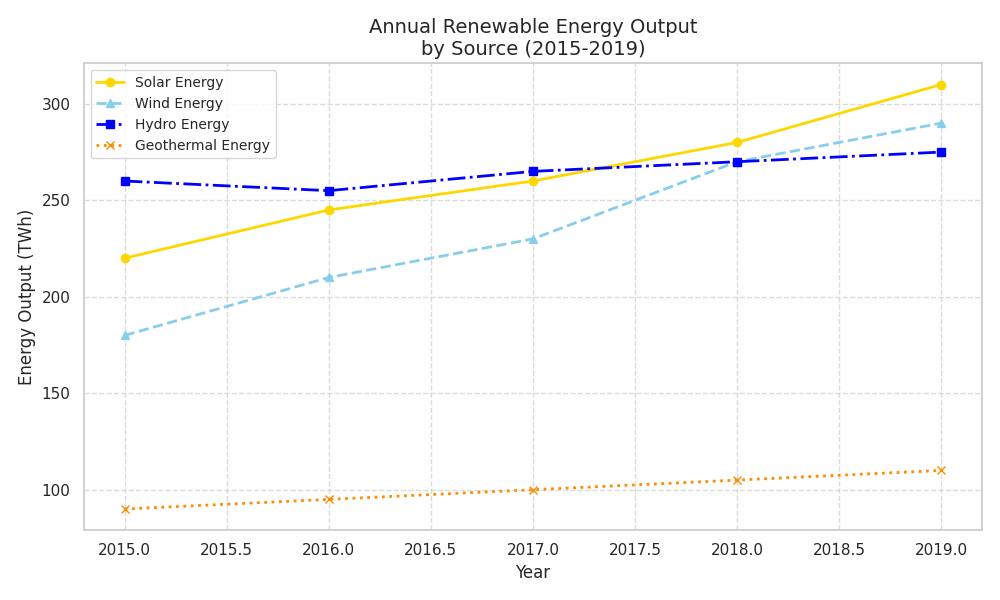 Annual Renewable Energy Output
by Source (2015-2019)
Solar Energy
Wind Energy
Hydro Energy
Geothermal Energy
Energy Output (TWh)
300
250
200
150
100
2015.0 2015.5 2016.0 2016.5 2017.0 2017.5 2018.0 2018.5 2019.0
Year